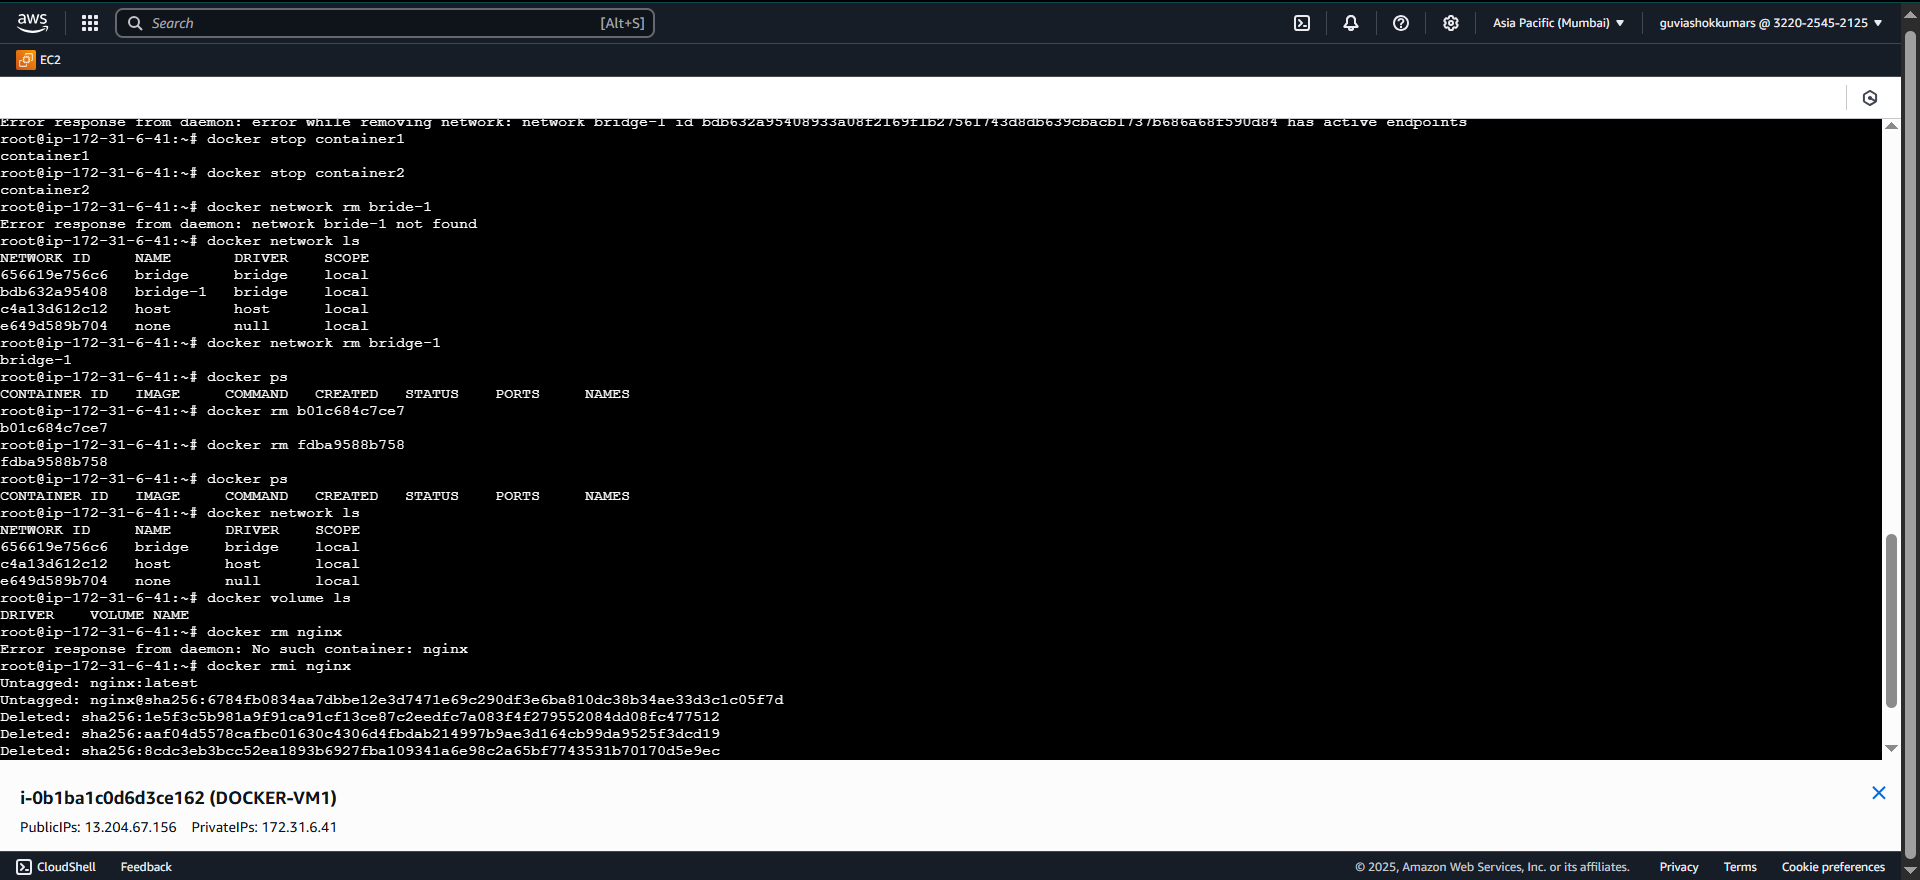 aws
Search [Alt+S]
Asia Pacific (Mumbai)
guviashokkumars @ 3220-2545-2125
EC2
Error response from daemon: error while removing network: network bridge-1 id bdb632a95408933a08f2169f1b27561743d8db639cbacb1737b686a68f590d84 has active endpoints
root@ip-172-31-6-41:~# docker stop container1
container1
root@ip-172-31-6-41:~# docker stop container2
container2
root@ip-172-31-6-41:~# docker network rm bride-1
Error response from daemon: network bride-1 not found
root@ip-172-31-6-41:~# docker network ls
NETWORK ID     NAME       DRIVER    SCOPE
656619e756c6   bridge     bridge    local
bdb632a95408   bridge-1   bridge    local
c4a13d612c12   host       host      local
e649d589b704   none       null      local
root@ip-172-31-6-41:~# docker network rm bridge-1
bridge-1
root@ip-172-31-6-41:~# docker ps
CONTAINER ID   IMAGE     COMMAND   CREATED   STATUS    PORTS     NAMES
root@ip-172-31-6-41:~# docker rm b01c684c7ce7
b01c684c7ce7
root@ip-172-31-6-41:~# docker rm fdba9588b758
fdba9588b758
root@ip-172-31-6-41:~# docker ps
CONTAINER ID   IMAGE     COMMAND   CREATED   STATUS    PORTS     NAMES
root@ip-172-31-6-41:~# docker network ls
NETWORK ID     NAME      DRIVER    SCOPE
656619e756c6   bridge    bridge    local
c4a13d612c12   host      host      local
e649d589b704   none      null      local
root@ip-172-31-6-41:~# docker volume ls
DRIVER    VOLUME NAME
root@ip-172-31-6-41:~# docker rm nginx
Error response from daemon: No such container: nginx
root@ip-172-31-6-41:~# docker rmi nginx
Untagged: nginx:latest
Untagged: nginx@sha256:6784fb0834aa7dbbe12e3d7471e69c290df3e6ba810dc38b34ae33d3c1c05f7d
Deleted: sha256:1e5f3c5b981a9f91ca91cf13ce87c2eedfc7a083f4f279552084dd08fc477512
Deleted: sha256:aaf04d5578cafbc01630c4306d4fbdab214997b9ae3d164cb99da9525f3dcd19
Deleted: sha256:8cdc3eb3bcc52ea1893b6927fba109341a6e98c2a65bf7743531b70170d5e9ec
i-0b1ba1c0d6d3ce162 (DOCKER-VM1)
PublicIPs: 13.204.67.156 PrivateIPs: 172.31.6.41
CloudShell Feedback © 2025, Amazon Web Services, Inc. or its affiliates. Privacy Terms Cookie preferences